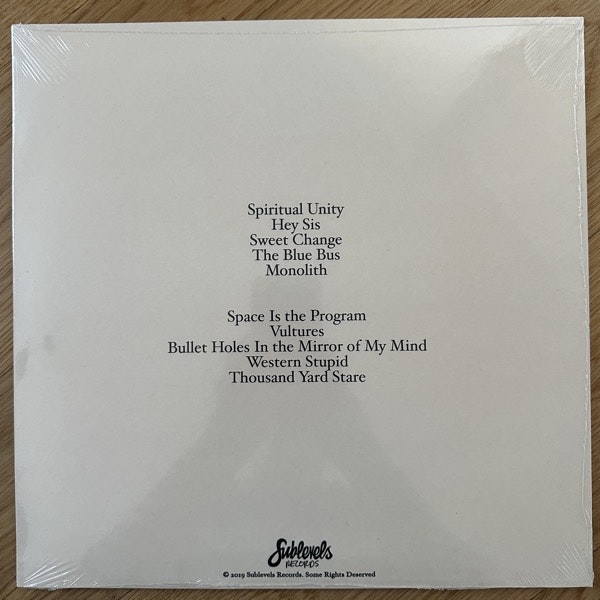 Spiritual Unity
Hey Sis
Sweet Change
The Blue Bus
Monolith
Space Is the Program
Vultures
Bullet Holes In the Mirror of My Mind
Western Stupid
Thousand Yard Stare
Sublevels
RECORDS
© 2019 Sublevels Records. Some Rights Deserved